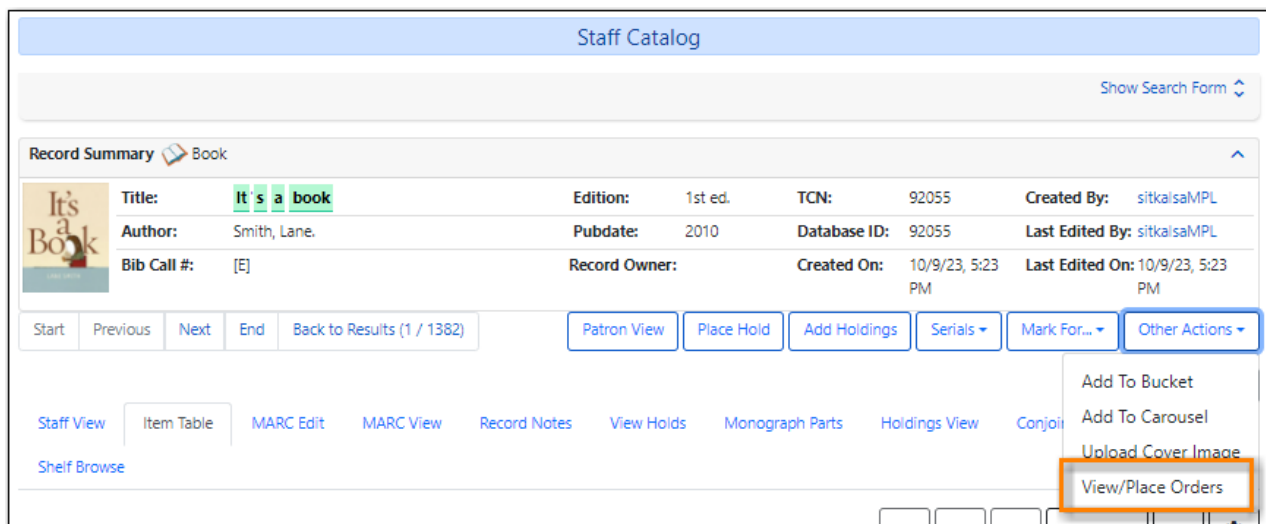 Staff Catalog
Show Search Form
Record Summary Book
It's a Book
Title: It's a book Edition: 1st ed. TCN: 92055 Created By: sitkalsaMPL
Author: Smith, Lane. Pubdate: 2010 Database ID: 92055 Last Edited By: sitkalsaMPL
Bib Call #: [E] Record Owner: Created On: 10/9/23, 5:23 PM Last Edited On: 10/9/23, 5:23 PM
Start Previous Next End Back to Results (1 / 1382) Patron View Place Hold Add Holdings Serials Mark For... Other Actions
Add To Bucket
Add To Carousel
Upload Cover Image
View/Place Orders
Staff View Item Table MARC Edit MARC View Record Notes View Holds Monograph Parts Holdings View
Shelf Browse